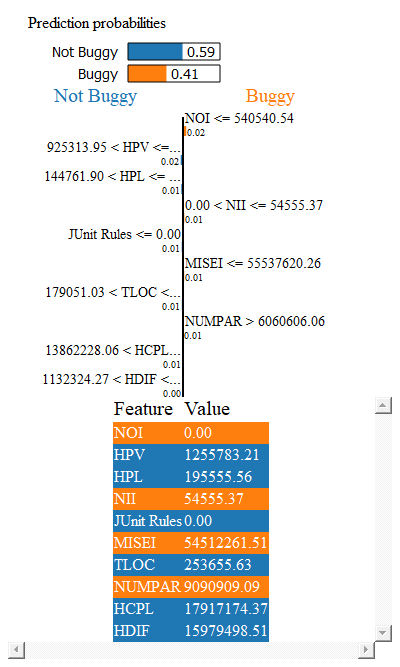 Prediction probabilities
Not Buggy 0.59
Buggy 0.41
Not Buggy Buggy
NOI <= 540540.54
0.02
925313.95 < HPV <=...
0.02
144761.90 < HPL <= ...
0.01
0.00 < NII <= 54555.37
0.01
JUnit Rules <= 0.00
0.01
MISEI <= 55537620.26
0.01
179051.03 < TLOC <...
0.01
NUMPAR > 6060606.06
0.01
13862228.06 < HCPL...
0.01
1132324.27 < HDIF <...
0.00
Feature Value
NOI 0.00
HPV 1255783.21
HPL 195555.56
NII 54555.37
JUnit Rules 0.00
MISEI 54512261.51
TLOC 253655.63
NUMPAR 9090909.09
HCPL 17917174.37
HDIF 15979498.51